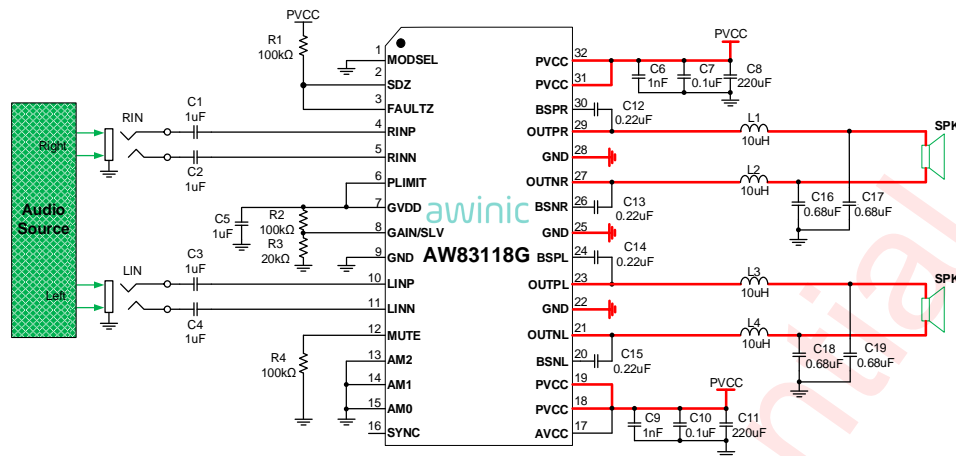 PVCC
R1
100kΩ
1
MODSEL
2
SDZ
3
FAULTZ
C1
1uF
RIN
4
RINP
Right
5
RINN
C2
1uF
6
PLIMIT
7
GVDD
C5
1uF
R2
100kΩ
8
GAIN/SLV
R3
20kΩ
9
GND
Audio
Source
C3
1uF
LIN
10
LINP
Left
11
LINN
C4
1uF
12
MUTE
R4
100kΩ
13
AM2
14
AM1
15
AM0
16
SYNC
awinic
AW83118G
32
PVCC
31
PVCC
PVCC
C6
1nF
C7
0.1uF
C8
220uF
30
BSPR
C12
0.22uF
29
OUTPR
L1
10uH
SPK
28
GND
27
OUTNR
L2
10uH
26
BSNR
C13
0.22uF
C16
0.68uF
C17
0.68uF
25
GND
24
BSPL
C14
0.22uF
23
OUTPL
L3
10uH
SPK
22
GND
21
OUTNL
L4
10uH
20
BSNL
C15
0.22uF
C18
0.68uF
C19
0.68uF
19
PVCC
18
PVCC
17
AVCC
PVCC
C9
1nF
C10
0.1uF
C11
220uF
ntial